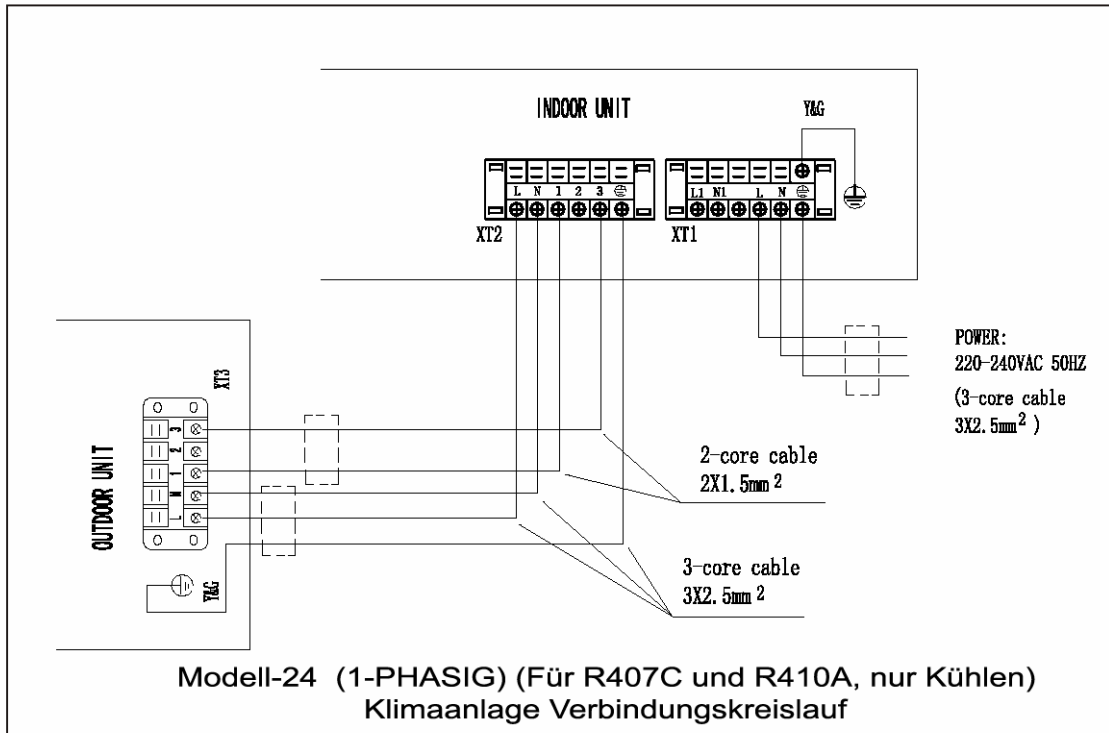 INDOOR UNIT
Y&G
L N 1 2 3
L1 N1 L N
XT2
XT1
POWER:
220-240VAC 50HZ
(3-core cable
3X2.5mm²)
XT3
OUTDOOR UNIT
3
2
1
N
L
Y&G
2-core cable
2X1.5mm²
3-core cable
3X2.5mm²
Modell-24 (1-PHASIG) (Für R407C und R410A, nur Kühlen)
Klimaanlage Verbindungskreislauf